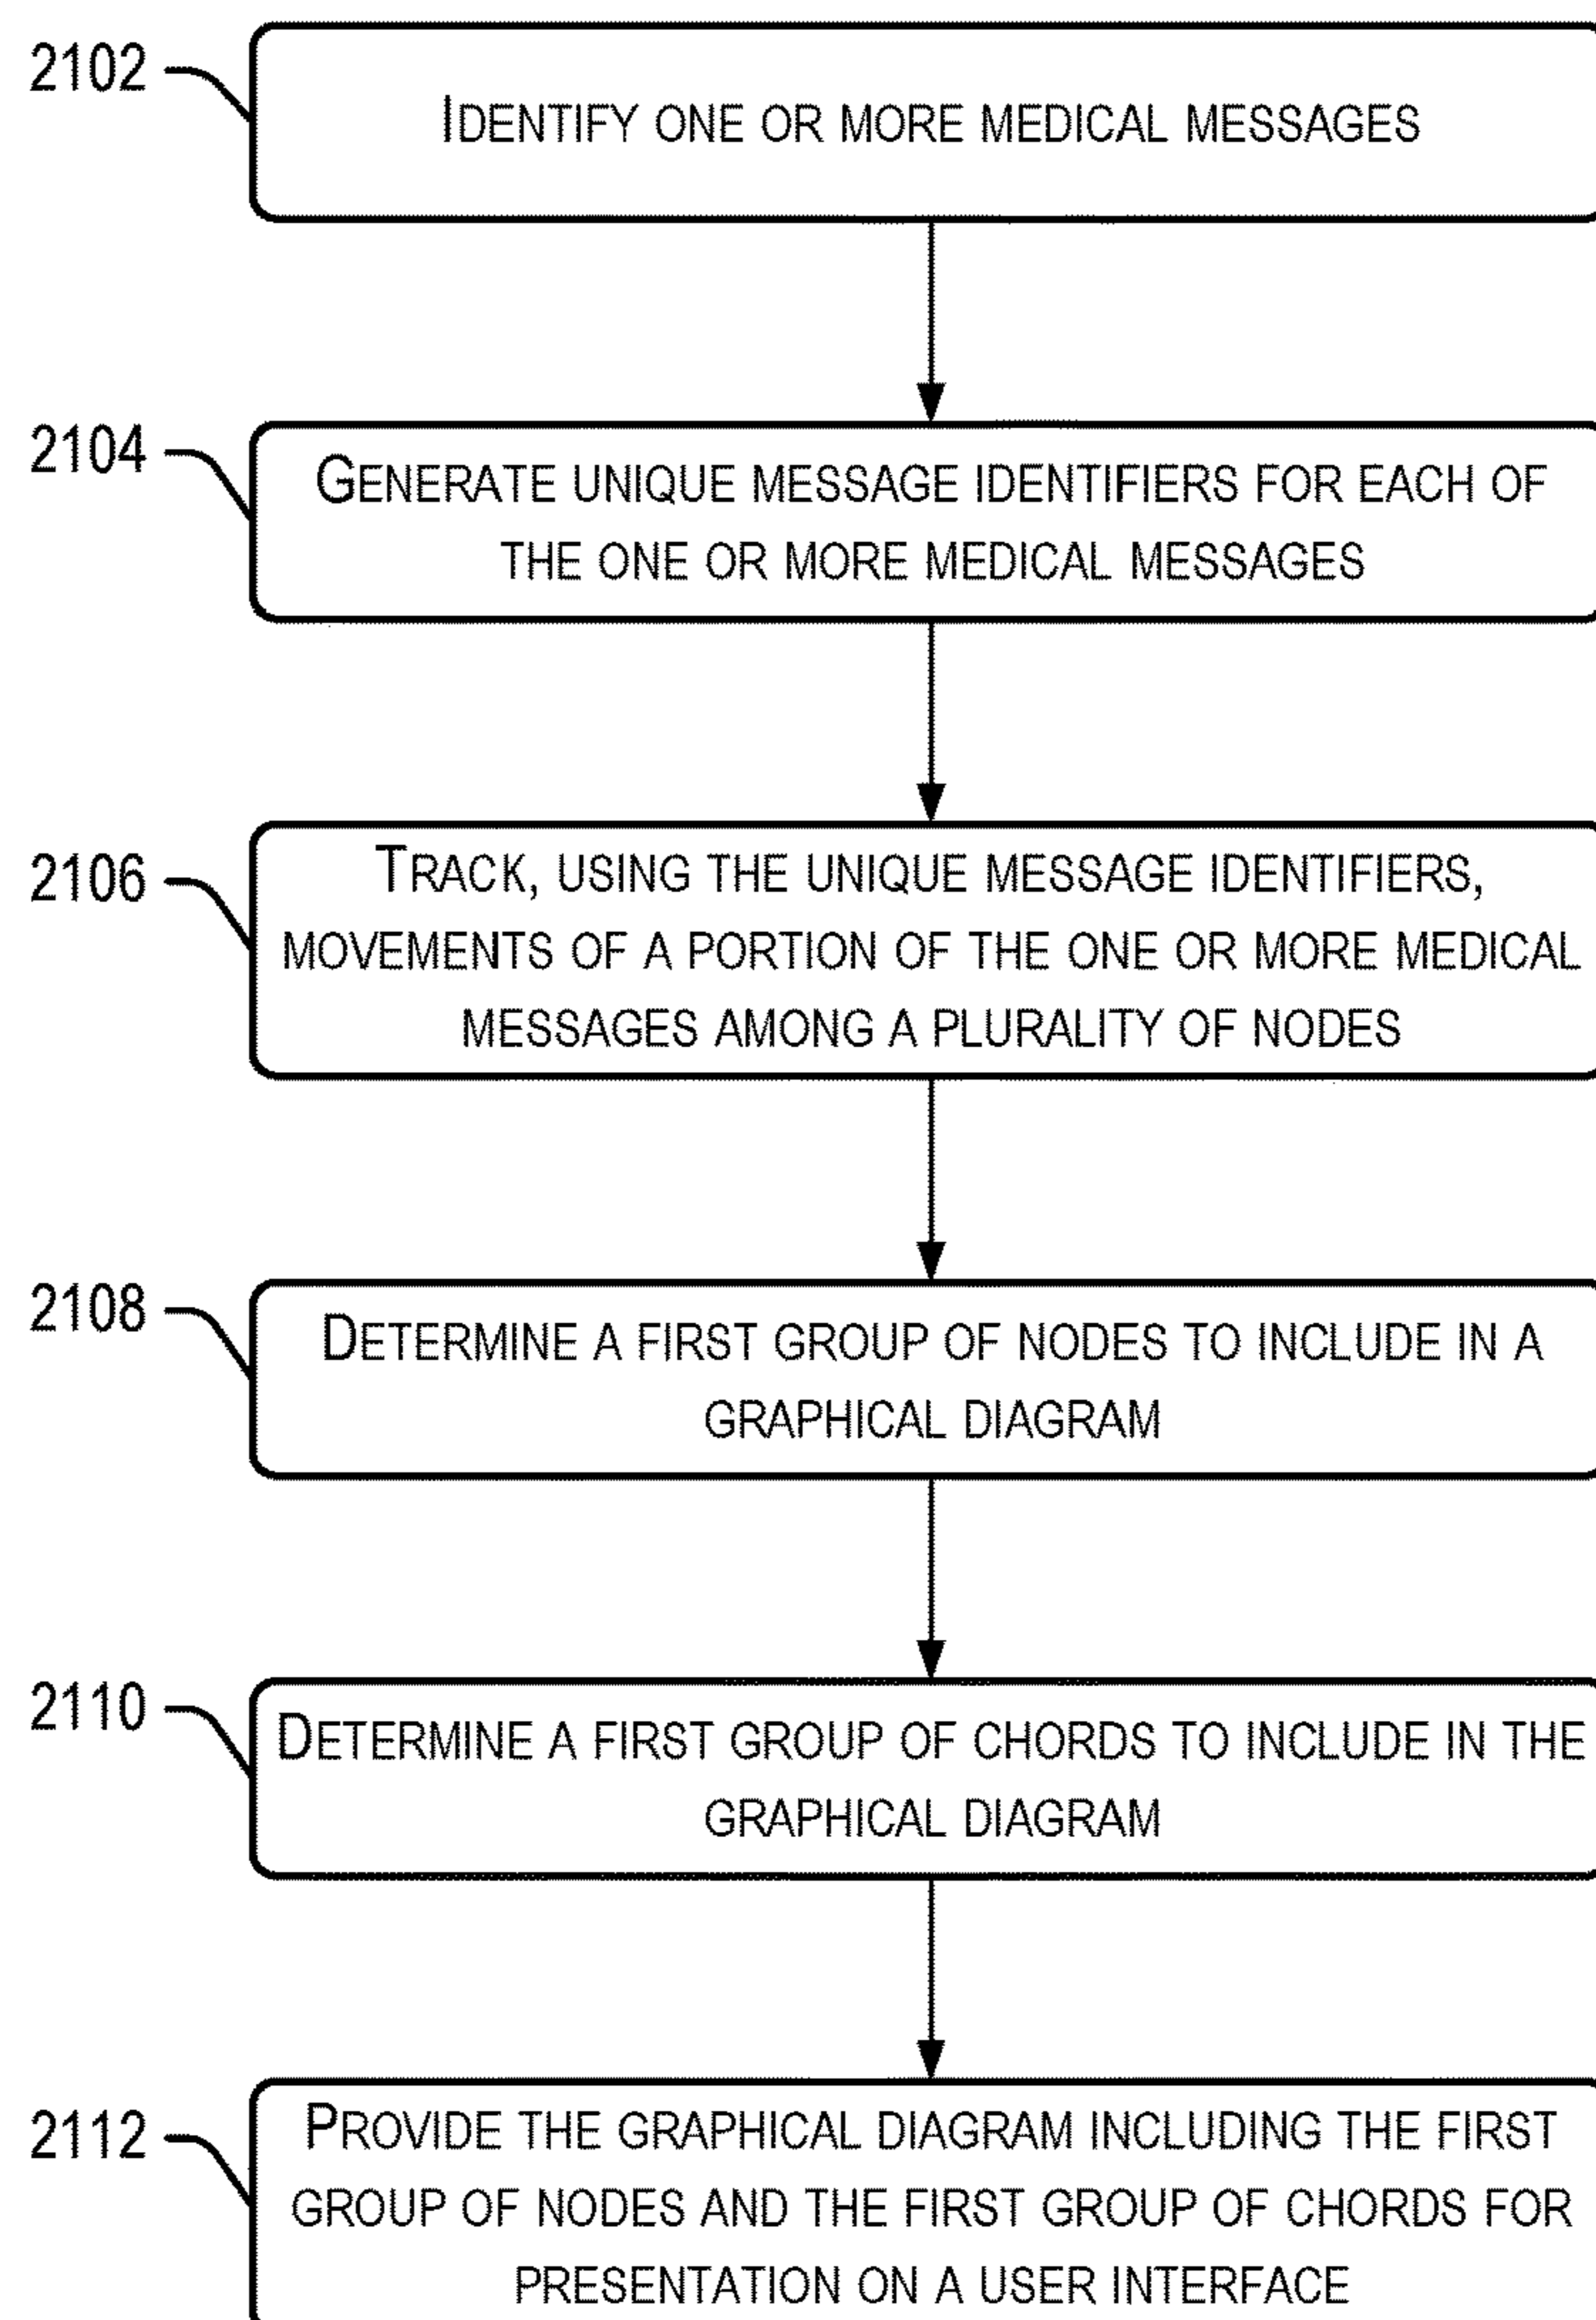 2102
IDENTIFY ONE OR MORE MEDICAL MESSAGES
2104
GENERATE UNIQUE MESSAGE IDENTIFIERS FOR EACH OF
THE ONE OR MORE MEDICAL MESSAGES
2106
TRACK, USING THE UNIQUE MESSAGE IDENTIFIERS,
MOVEMENTS OF A PORTION OF THE ONE OR MORE MEDICAL
MESSAGES AMONG A PLURALITY OF NODES
2108
DETERMINE A FIRST GROUP OF NODES TO INCLUDE IN A
GRAPHICAL DIAGRAM
2110
DETERMINE A FIRST GROUP OF CHORDS TO INCLUDE IN THE
GRAPHICAL DIAGRAM
2112
PROVIDE THE GRAPHICAL DIAGRAM INCLUDING THE FIRST
GROUP OF NODES AND THE FIRST GROUP OF CHORDS FOR
PRESENTATION ON A USER INTERFACE